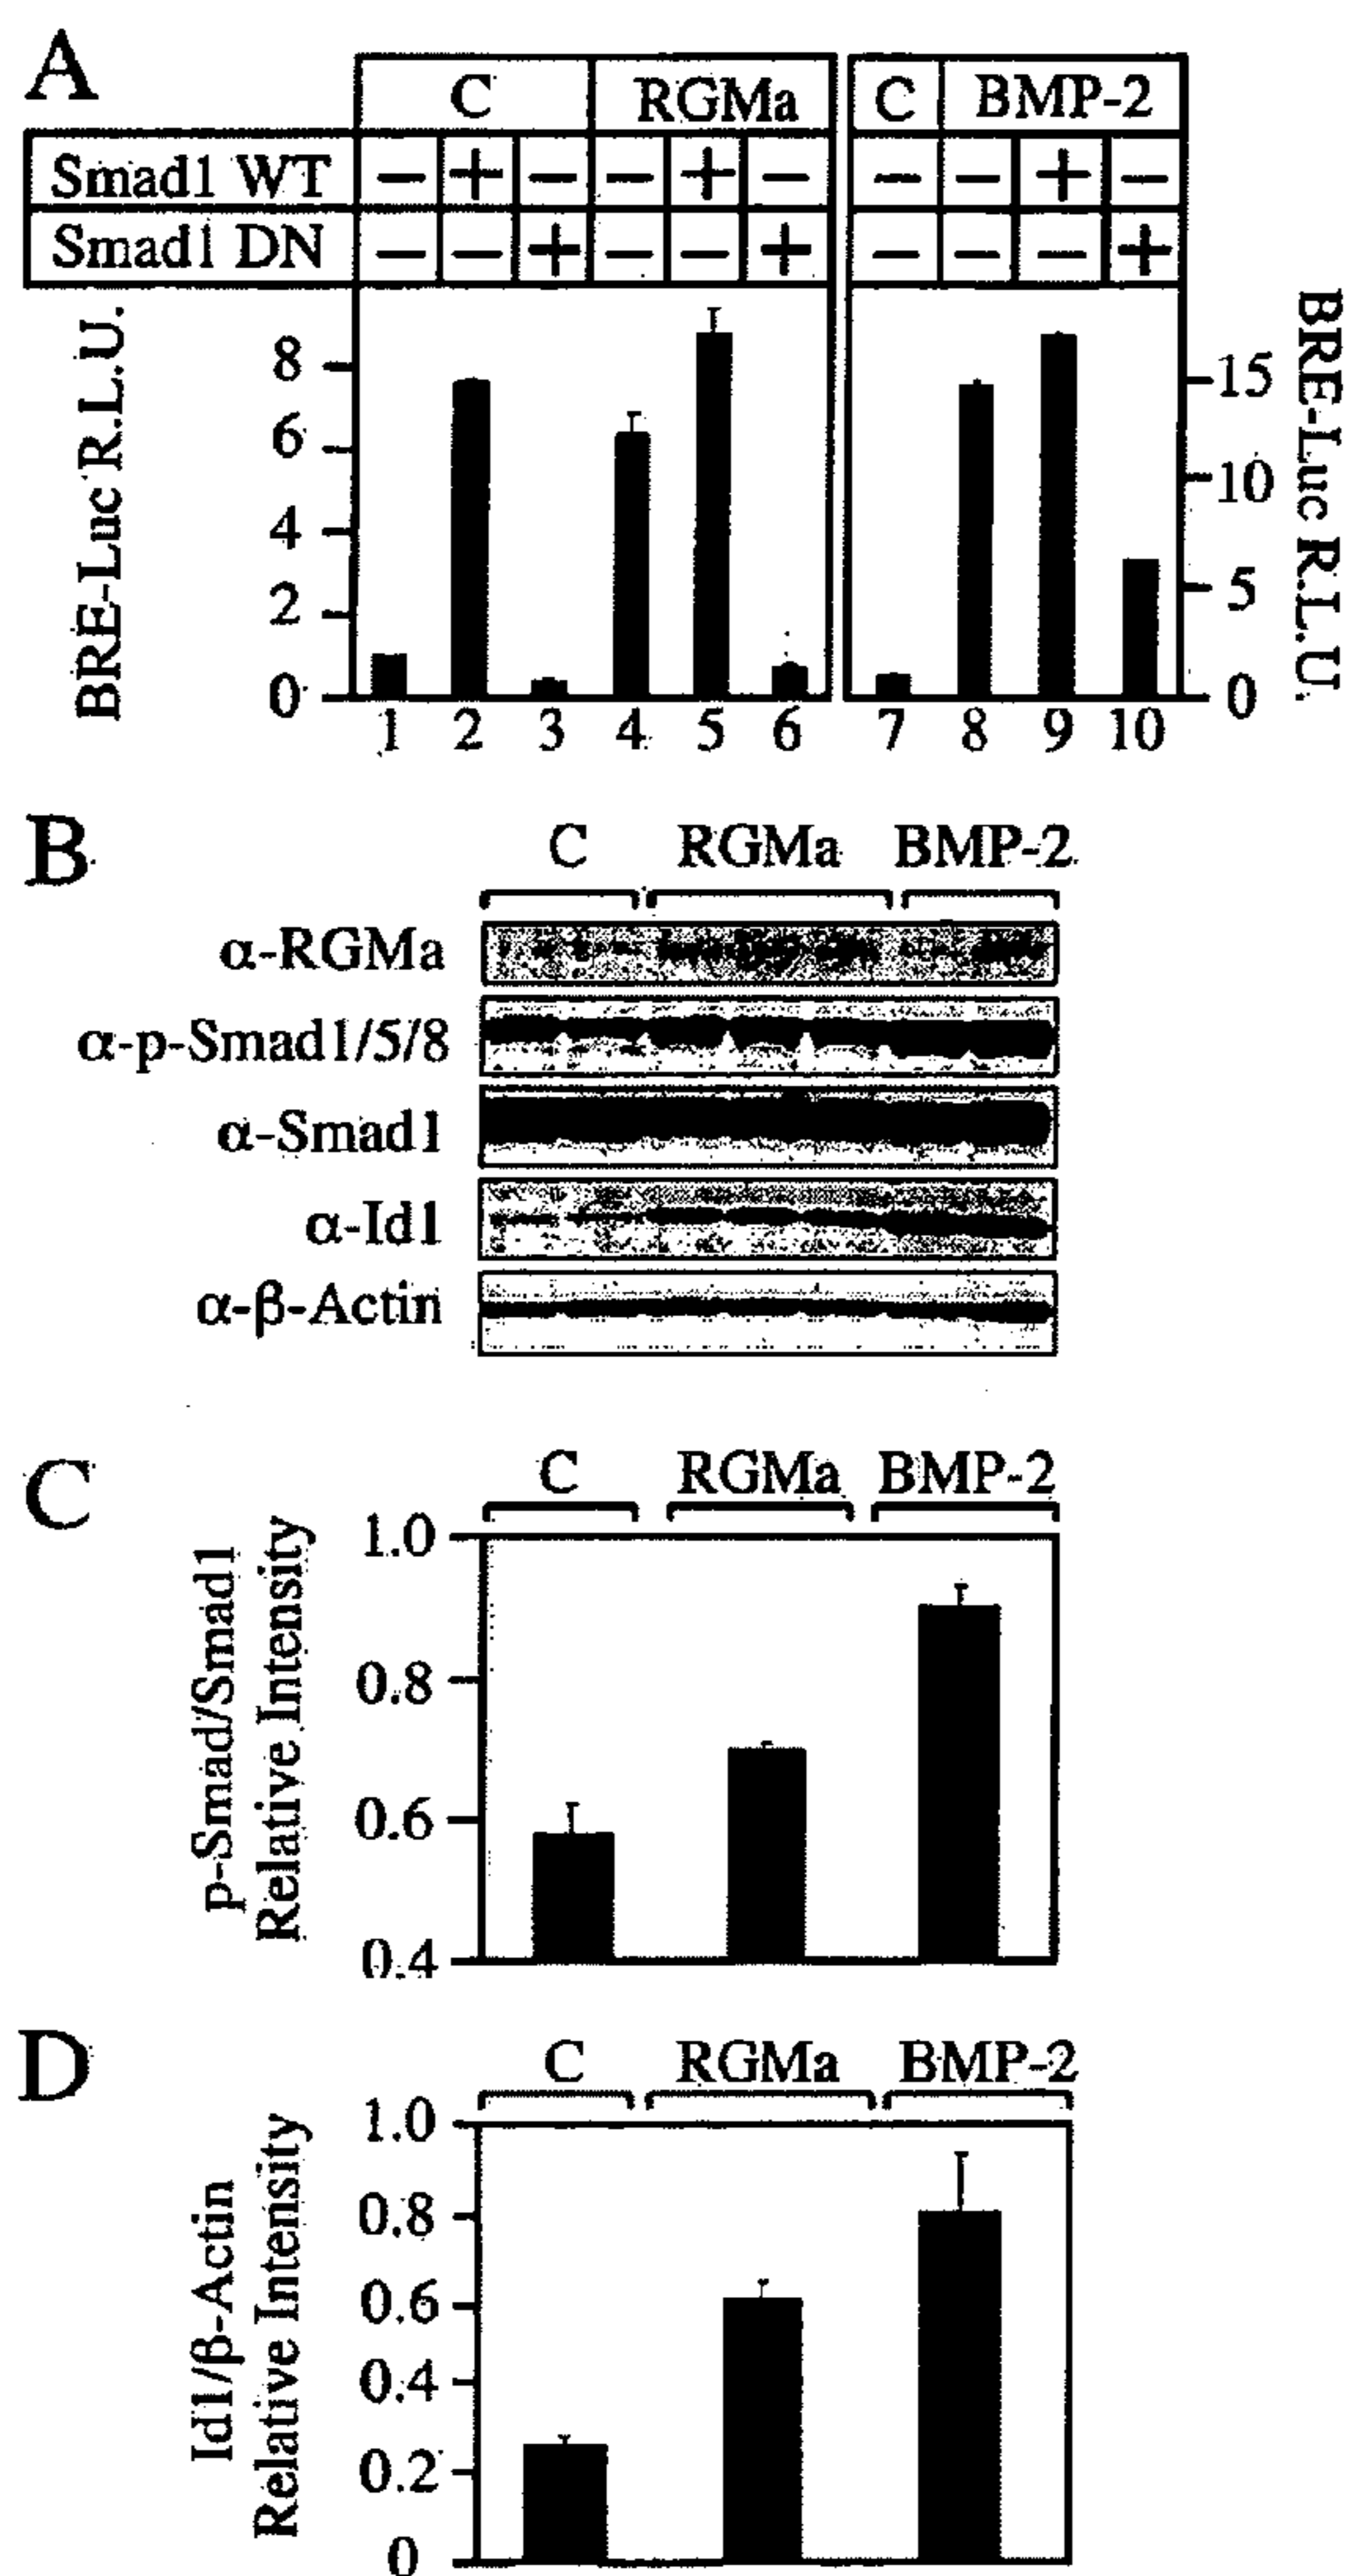 A
C RGMa C BMP-2
Smad1 WT − + − − + − − − + −
Smad1 DN − − + − − + − − − +
BRE-Luc R.L.U.
8
6
4
2
0
15
10
5
0
BRE-Luc R.L.U.
1 2 3 4 5 6 7 8 9 10
B
C RGMa BMP-2
α-RGMa
α-p-Smad1/5/8
α-Smad1
α-Id1
α-β-Actin
C
C RGMa BMP-2
p-Smad/Smad1
Relative Intensity
1.0
0.8
0.6
0.4
D
C RGMa BMP-2
Id1/β-Actin
Relative Intensity
1.0
0.8
0.6
0.4
0.2
0